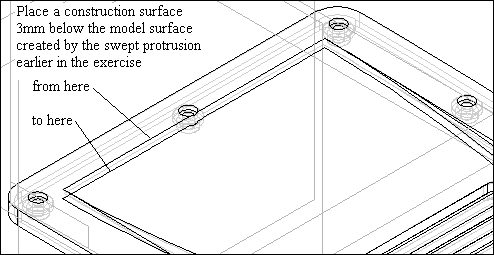 Place a construction surface
3mm below the model surface
created by the swept protrusion
earlier in the exercise
from here
to here